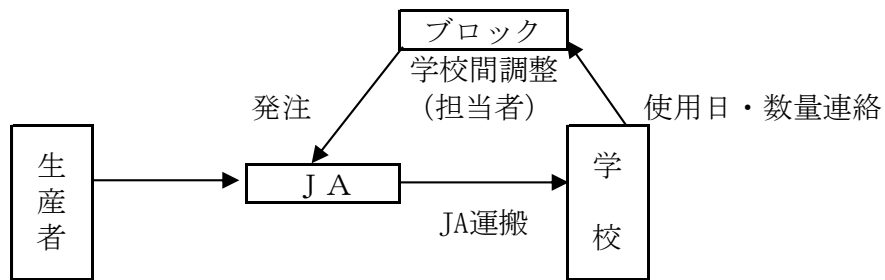 ブロック
学校間調整
(担当者)
発注
使用日・数量連絡
生産者
ＪＡ
学校
JA運搬